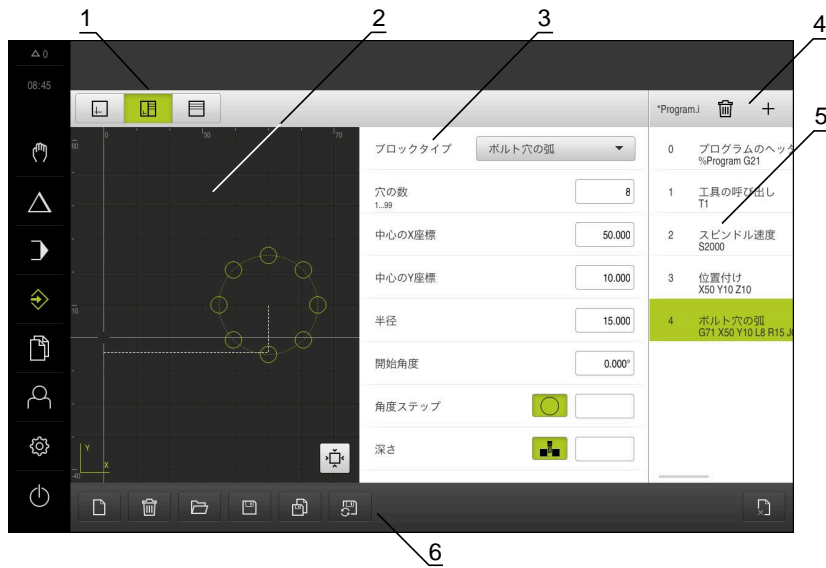 1
2
3
4
5
6
0
08:45
*Program.i
60
0
30
70
10
-40
Y
X
ブロックタイプ
ボルト穴の弧
穴の数
1...99
8
中心のX座標
50.000
中心のY座標
10.000
半径
15.000
開始角度
0.000°
角度ステップ
深さ
0
プログラムのヘッダ
%Program G21
1
工具の呼び出し
T1
2
スピンドル速度
S2000
3
位置付け
X50 Y10 Z10
4
ボルト穴の弧
G71 X50 Y10 L8 R15